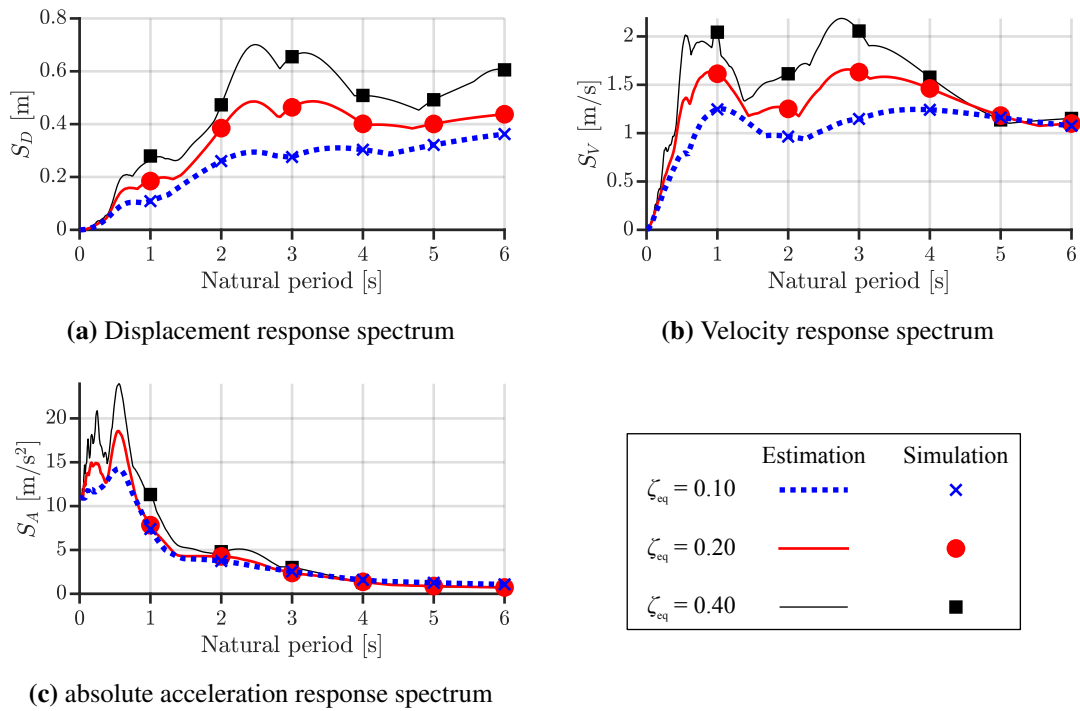 0.8
0.6
0.4
0.2
0
S_D [m]
0 1 2 3 4 5 6
Natural period [s]
(a) Displacement response spectrum
2
1.5
1
0.5
0
S_V [m/s]
0 1 2 3 4 5 6
Natural period [s]
(b) Velocity response spectrum
20
15
10
5
0
S_A [m/s²]
0 1 2 3 4 5 6
Natural period [s]
(c) absolute acceleration response spectrum
Estimation Simulation
ζeq = 0.10
ζeq = 0.20
ζeq = 0.40